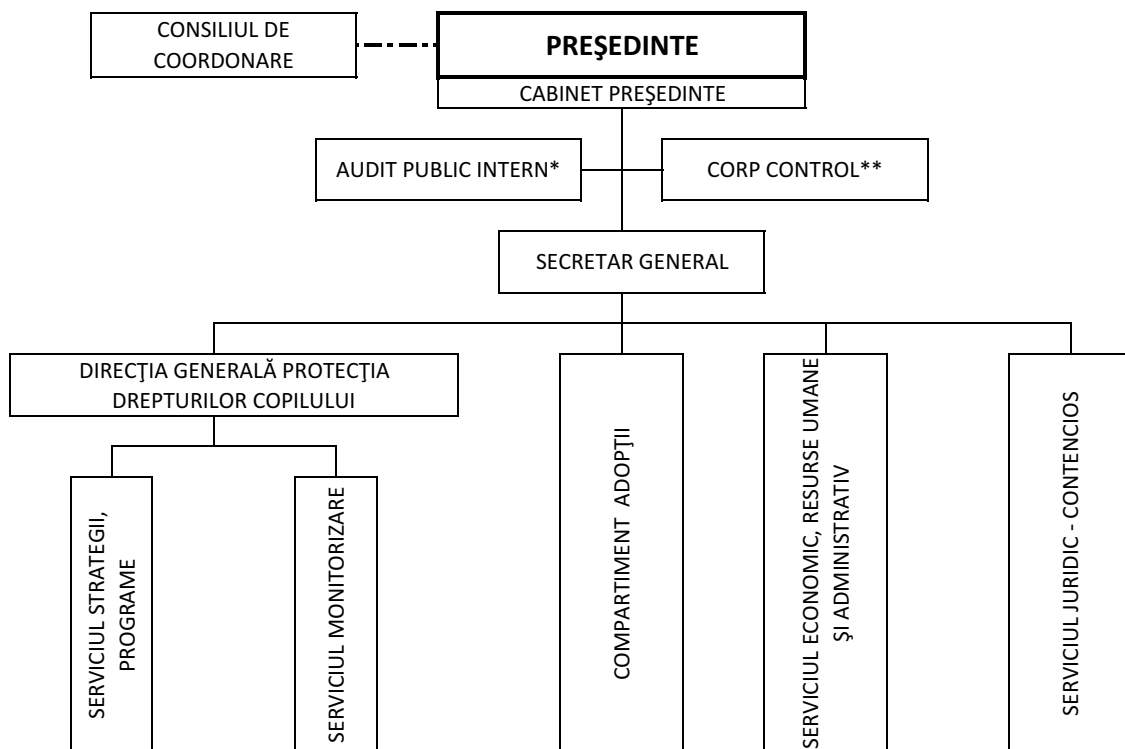 CONSILIUL DE
COORDONARE
PREŞEDINTE
CABINET PREŞEDINTE
AUDIT PUBLIC INTERN*
CORP CONTROL**
SECRETAR GENERAL
DIRECŢIA GENERALĂ PROTECŢIA
DREPTURILOR COPILULUI
SERVICIUL STRATEGII,
PROGRAME
SERVICIUL MONITORIZARE
COMPARTIMENT ADOPŢII
SERVICIUL ECONOMIC, RESURSE UMANE
ŞI ADMINISTRATIV
SERVICIUL JURIDIC - CONTENCIOS